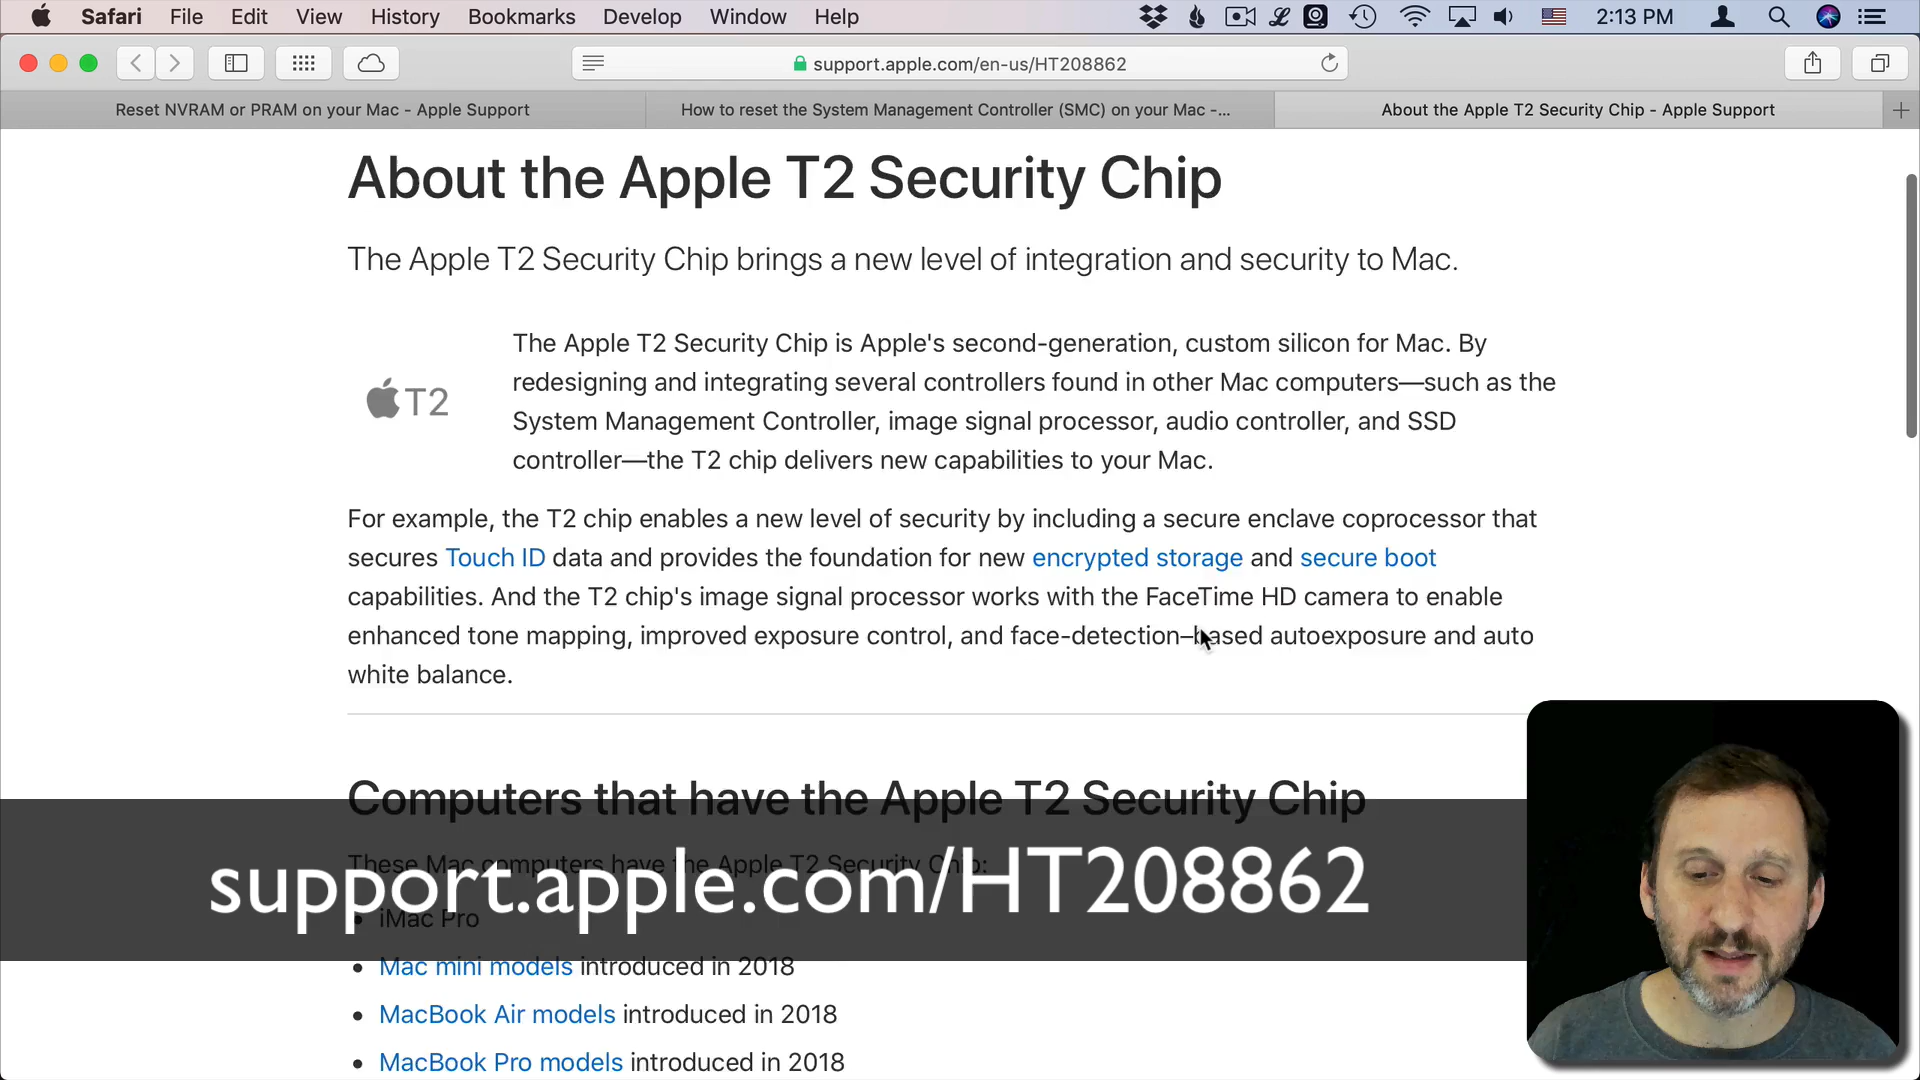 Safari File Edit View History Bookmarks Develop Window Help 2:13 PM
support.apple.com/en-us/HT208862
Reset NVRAM or PRAM on your Mac - Apple Support
How to reset the System Management Controller (SMC) on your Mac -...
About the Apple T2 Security Chip - Apple Support
About the Apple T2 Security Chip
The Apple T2 Security Chip brings a new level of integration and security to Mac.
T2
The Apple T2 Security Chip is Apple's second-generation, custom silicon for Mac. By
redesigning and integrating several controllers found in other Mac computers—such as the
System Management Controller, image signal processor, audio controller, and SSD
controller—the T2 chip delivers new capabilities to your Mac.
For example, the T2 chip enables a new level of security by including a secure enclave coprocessor that
secures Touch ID data and provides the foundation for new encrypted storage and secure boot
capabilities. And the T2 chip's image signal processor works with the FaceTime HD camera to enable
enhanced tone mapping, improved exposure control, and face-detection–based autoexposure and auto
white balance.
Computers that have the Apple T2 Security Chip
These Mac computers have the Apple T2 Security Chip:
support.apple.com/HT208862
• iMac Pro
• Mac mini models introduced in 2018
• MacBook Air models introduced in 2018
• MacBook Pro models introduced in 2018